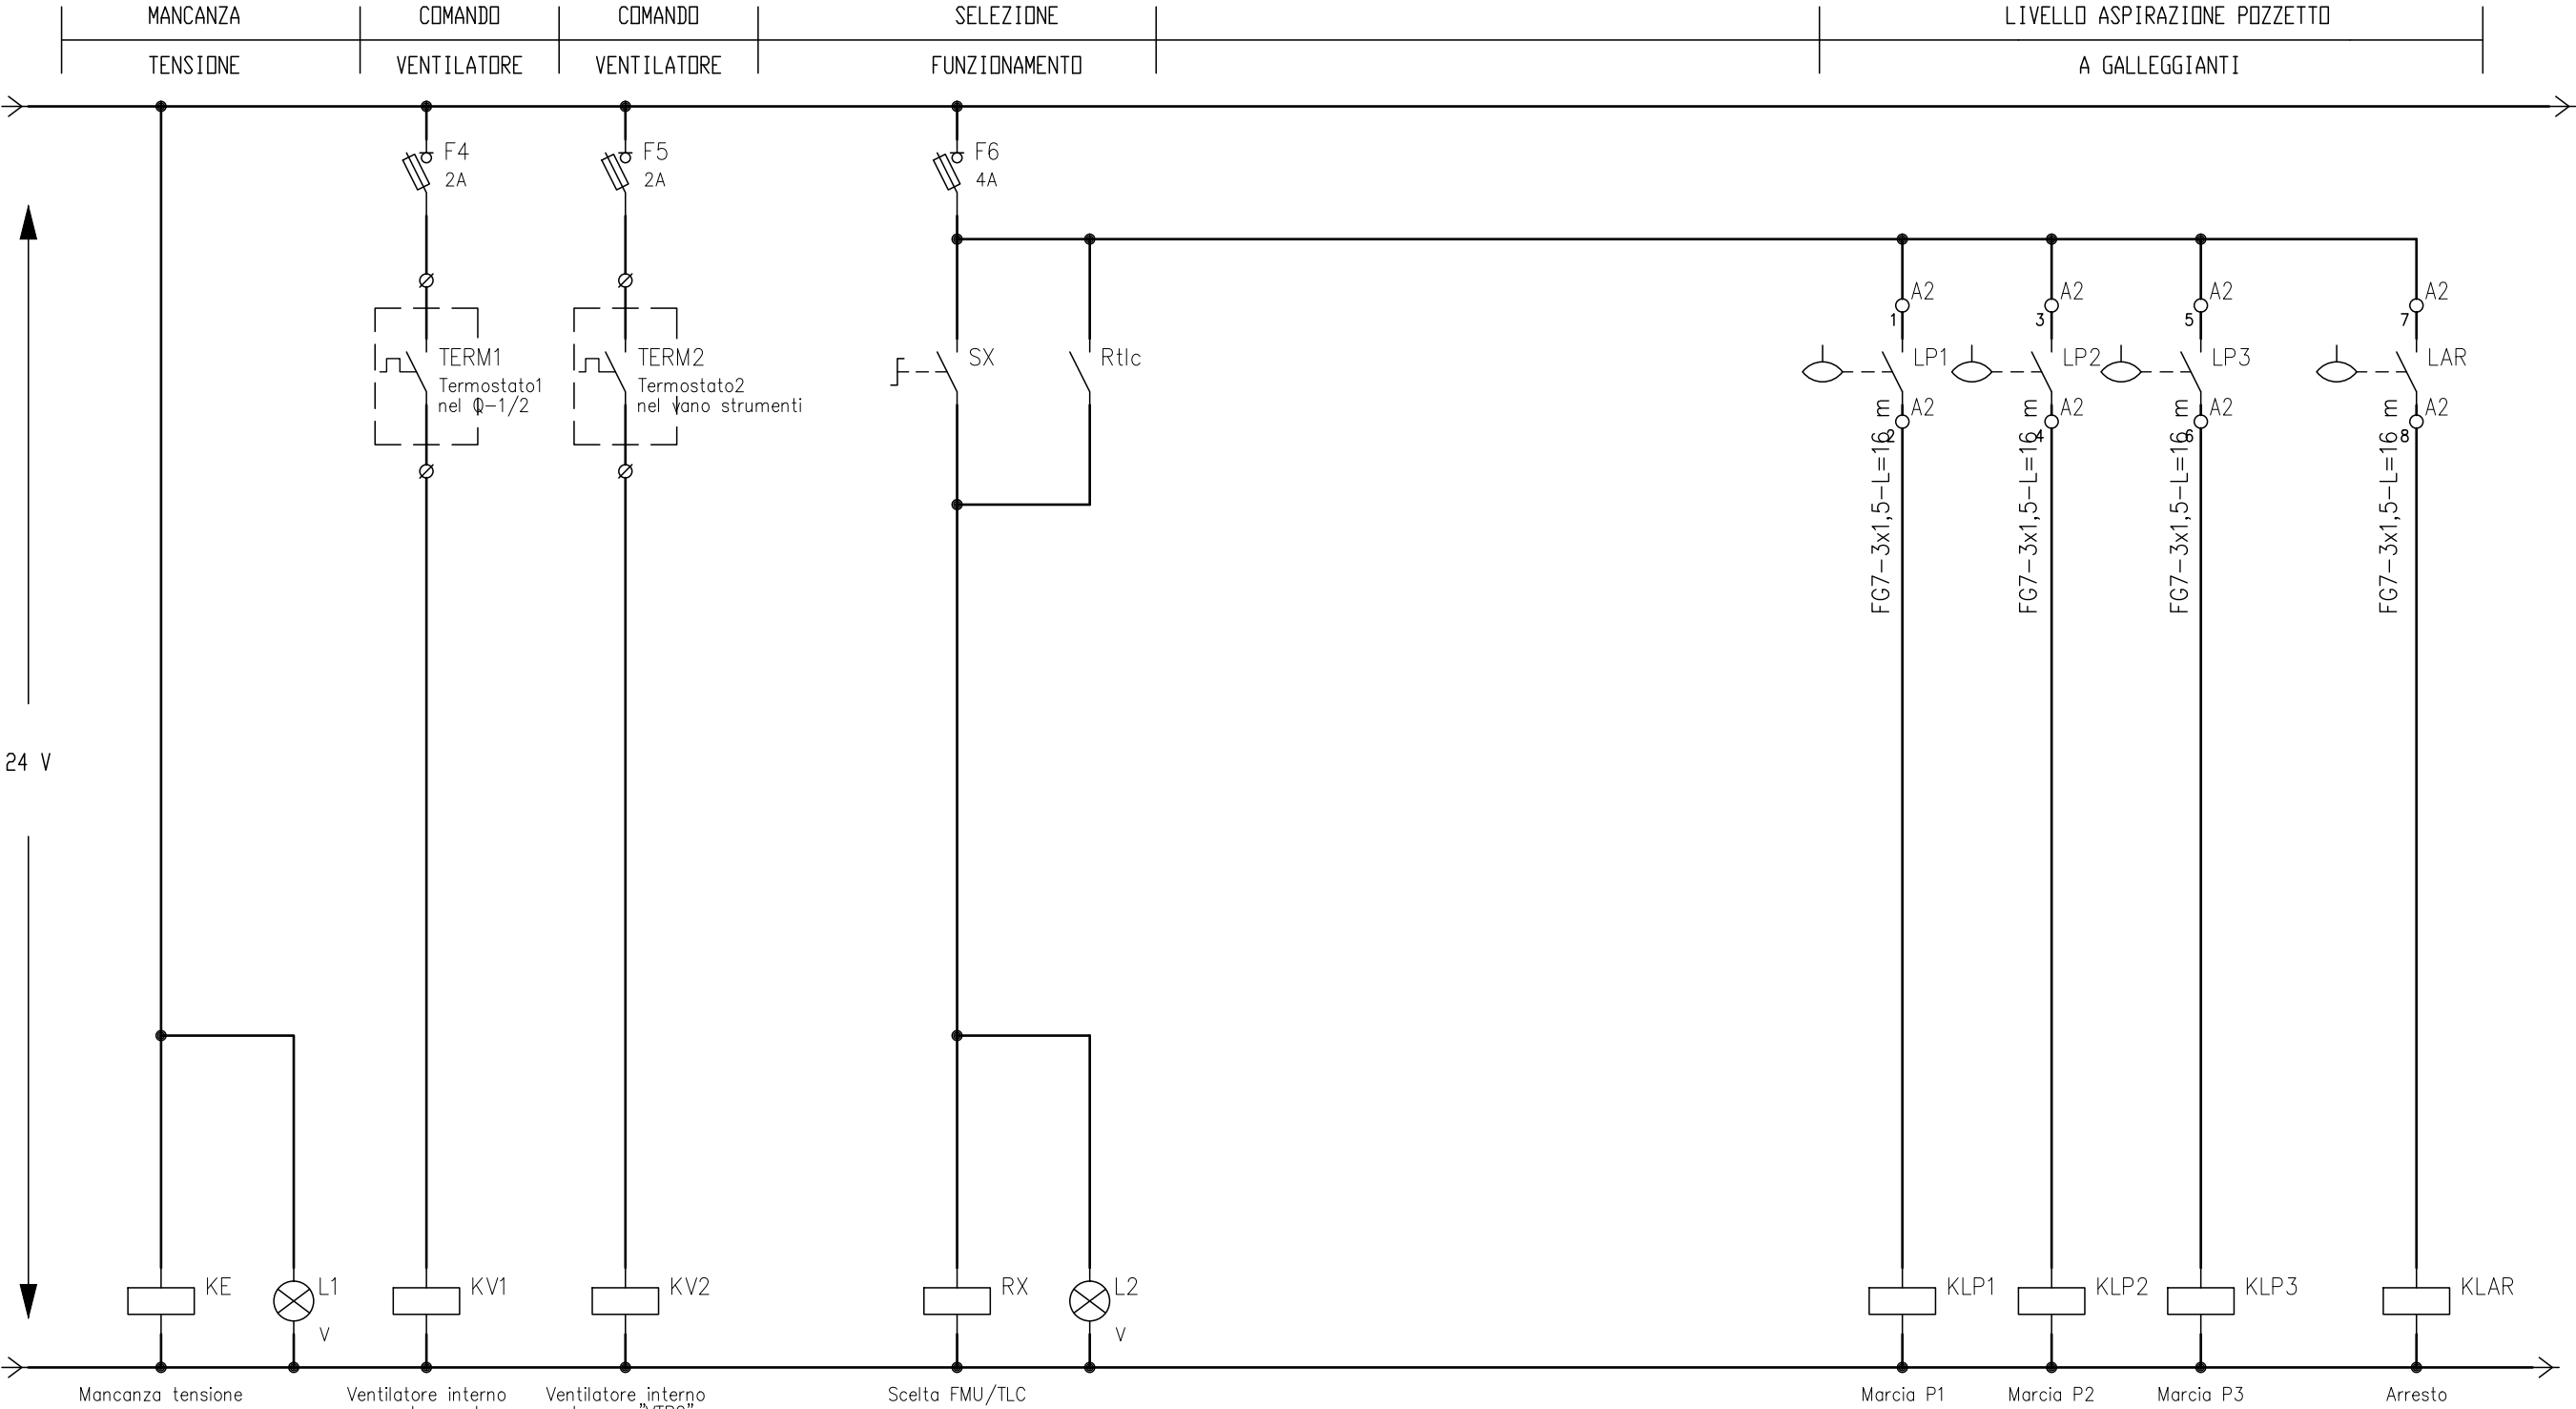 MANCANZA
TENSIONE
COMANDO
VENTILATORE
COMANDO
VENTILATORE
SELEZIONE
FUNZIONAMENTO
LIVELLO ASPIRAZIONE POZZETTO
A GALLEGGIANTI
F4
2A
F5
2A
F6
4A
TERM1
Termostato1
nel Q-1/2
TERM2
Termostato2
nel vano strumenti
SX
Rtlc
A2
1
LP1
A2
2
FG7-3x1,5-L=16 m
A2
3
LP2
A2
4
FG7-3x1,5-L=16 m
A2
5
LP3
A2
6
FG7-3x1,5-L=16 m
A2
7
LAR
A2
8
FG7-3x1,5-L=16 m
24 V
KE
L1
V
KV1
KV2
RX
L2
V
KLP1
KLP2
KLP3
KLAR
Mancanza tensione
Ventilatore interno
Ventilatore interno
Scelta FMU/TLC
Marcia P1
Marcia P2
Marcia P3
Arresto